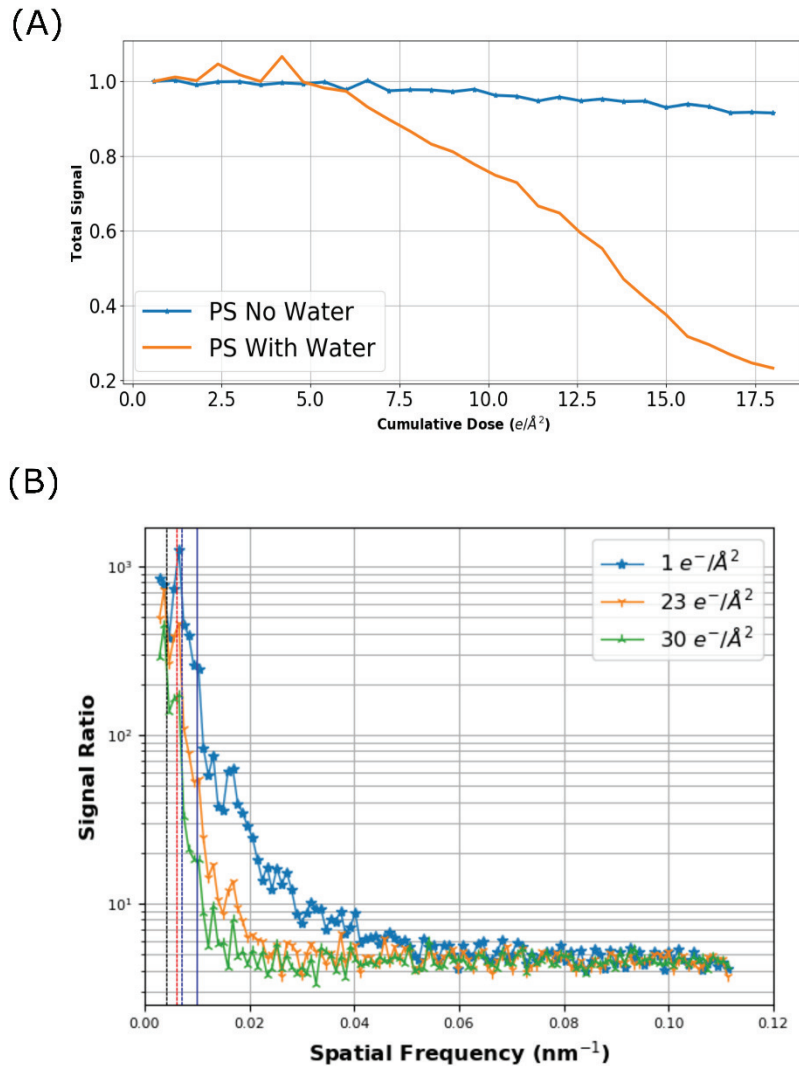 (A)
1.0
0.8
0.6
0.4
0.2
Total Signal
PS No Water
PS With Water
0.0 2.5 5.0 7.5 10.0 12.5 15.0 17.5
Cumulative Dose (e/Å²)
(B)
10³
10²
10¹
Signal Ratio
1 e⁻/Å²
23 e⁻/Å²
30 e⁻/Å²
0.00 0.02 0.04 0.06 0.08 0.10 0.12
Spatial Frequency (nm⁻¹)